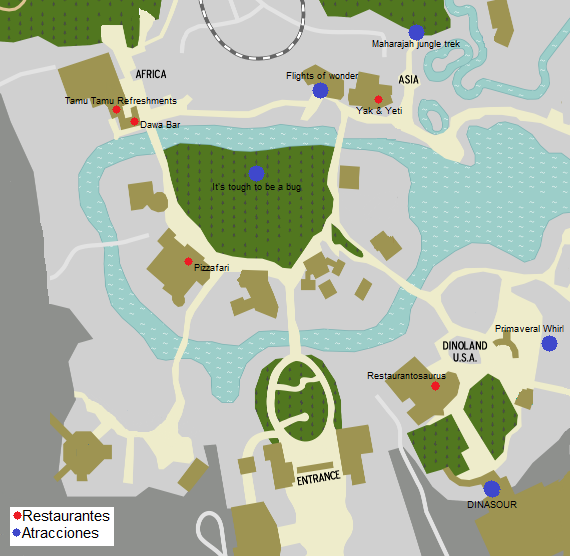 Maharajah jungle trek
AFRICA
Flights of wonder
ASIA
Tamu Tamu Refreshments
Yak & Yeti
Dawa Bar
It's tough to be a bug
Pizzafari
Primaveral Whirl
DINOLAND
U.S.A.
Restaurantosaurus
ENTRANCE
DINASOUR
Restaurantes
Atracciones